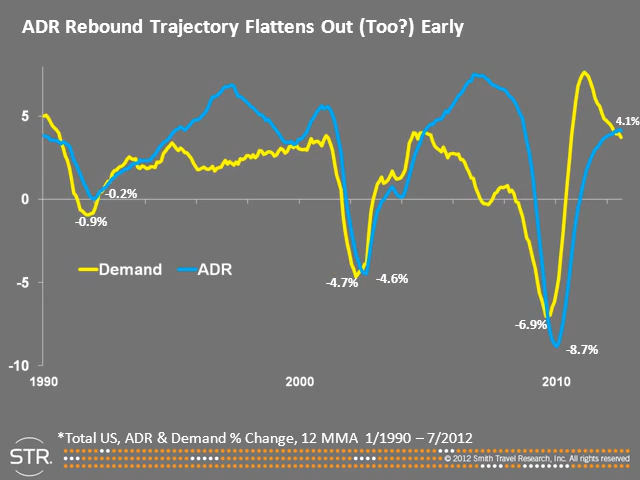 ADR Rebound Trajectory Flattens Out (Too?) Early
5
0
-5
-10
4.1%
-0.2%
-0.9%
Demand
ADR
-4.7%
-4.6%
-6.9%
-8.7%
1990
2000
2010
*Total US, ADR & Demand % Change, 12 MMA 1/1990 – 7/2012
STR.
© 2012 Smith Travel Research, Inc. All rights reserved